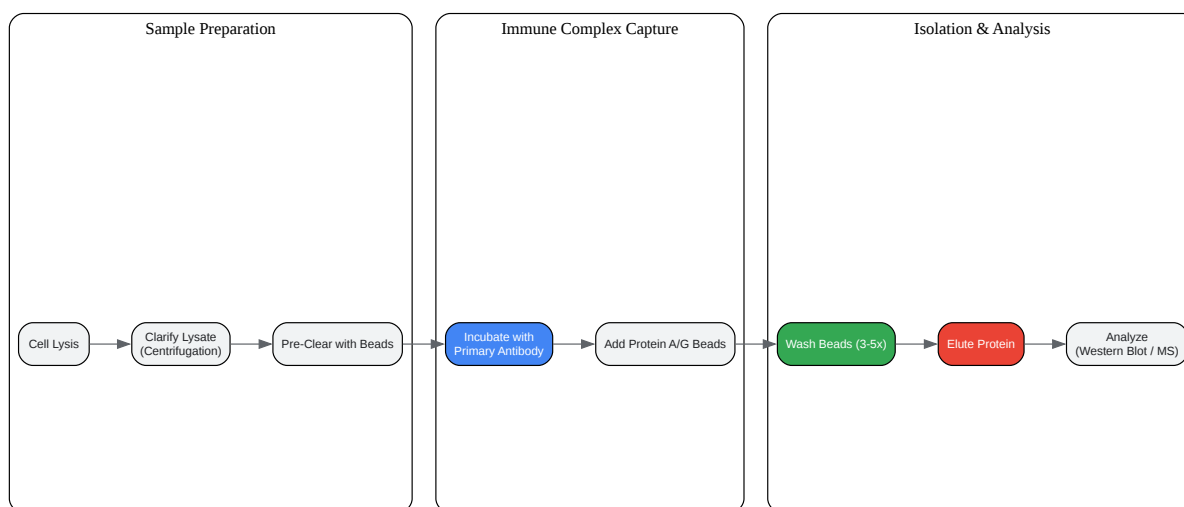 Sample Preparation
Immune Complex Capture
Isolation & Analysis
Cell Lysis
Clarify Lysate
(Centrifugation)
Pre-Clear with Beads
Incubate with
Primary Antibody
Add Protein A/G Beads
Wash Beads (3-5x)
Elute Protein
Analyze
(Western Blot / MS)